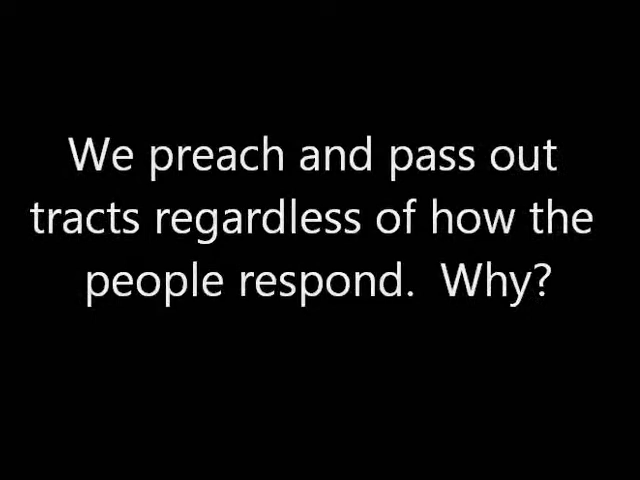 We preach and pass out
tracts regardless of how the
people respond.  Why?